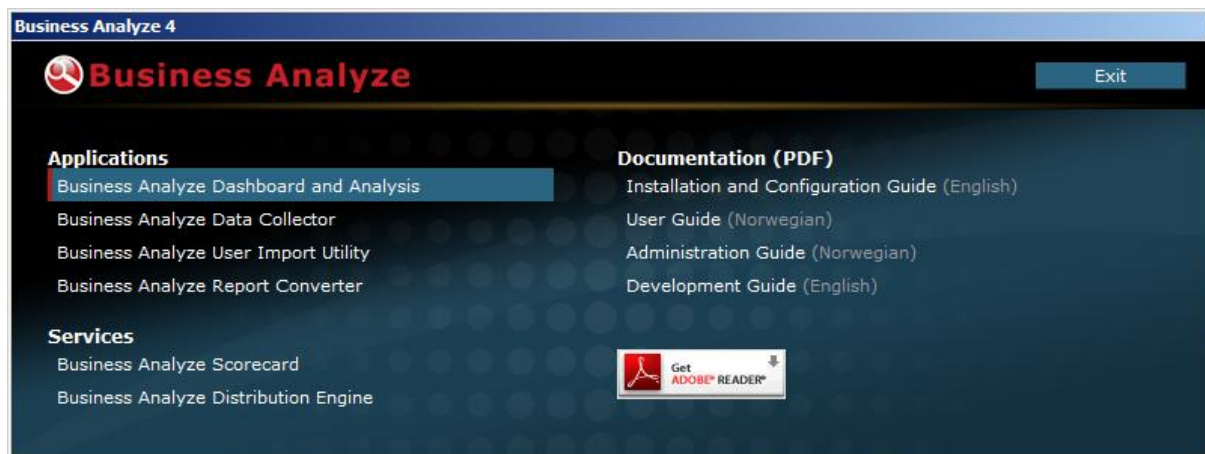 Business Analyze 4
Business Analyze
Exit
Applications
Business Analyze Dashboard and Analysis
Business Analyze Data Collector
Business Analyze User Import Utility
Business Analyze Report Converter
Services
Business Analyze Scorecard
Business Analyze Distribution Engine
Documentation (PDF)
Installation and Configuration Guide (English)
User Guide (Norwegian)
Administration Guide (Norwegian)
Development Guide (English)
Get
ADOBE® READER®